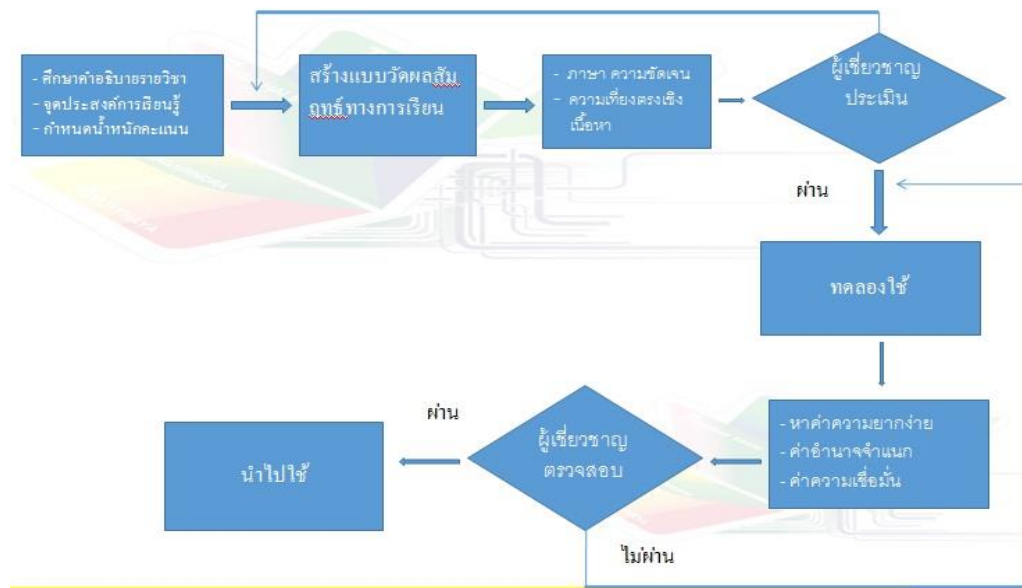 - ศึกษาคำอธิบายรายวิชา
- จุดประสงค์การเรียนรู้
- กำหนดน้ำหนักคะแนน
สร้างแบบวัดผลสัม
ฤทธิ์ทางการเรียน
- ภาษา ความชัดเจน
- ความเที่ยงตรงเชิง
เนื้อหา
ผู้เชี่ยวชาญ
ประเมิน
ผ่าน
ทดลองใช้
- หาค่าความยากง่าย
- ค่าอำนาจจำแนก
- ค่าความเชื่อมั่น
ผู้เชี่ยวชาญ
ตรวจสอบ
ผ่าน
นำไปใช้
ไม่ผ่าน